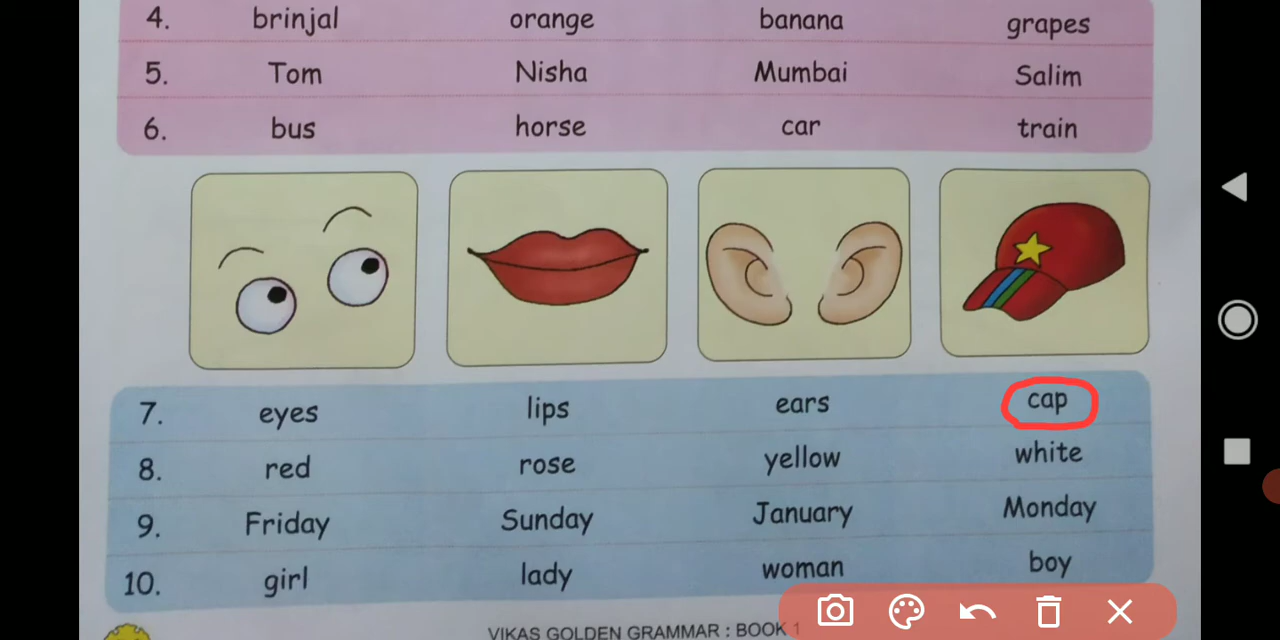 4. brinjal orange banana grapes
5. Tom Nisha Mumbai Salim
6. bus horse car train
7. eyes lips ears cap
8. red rose yellow white
9. Friday Sunday January Monday
10. girl lady woman boy
VIKAS GOLDEN GRAMMAR : BOOK 1